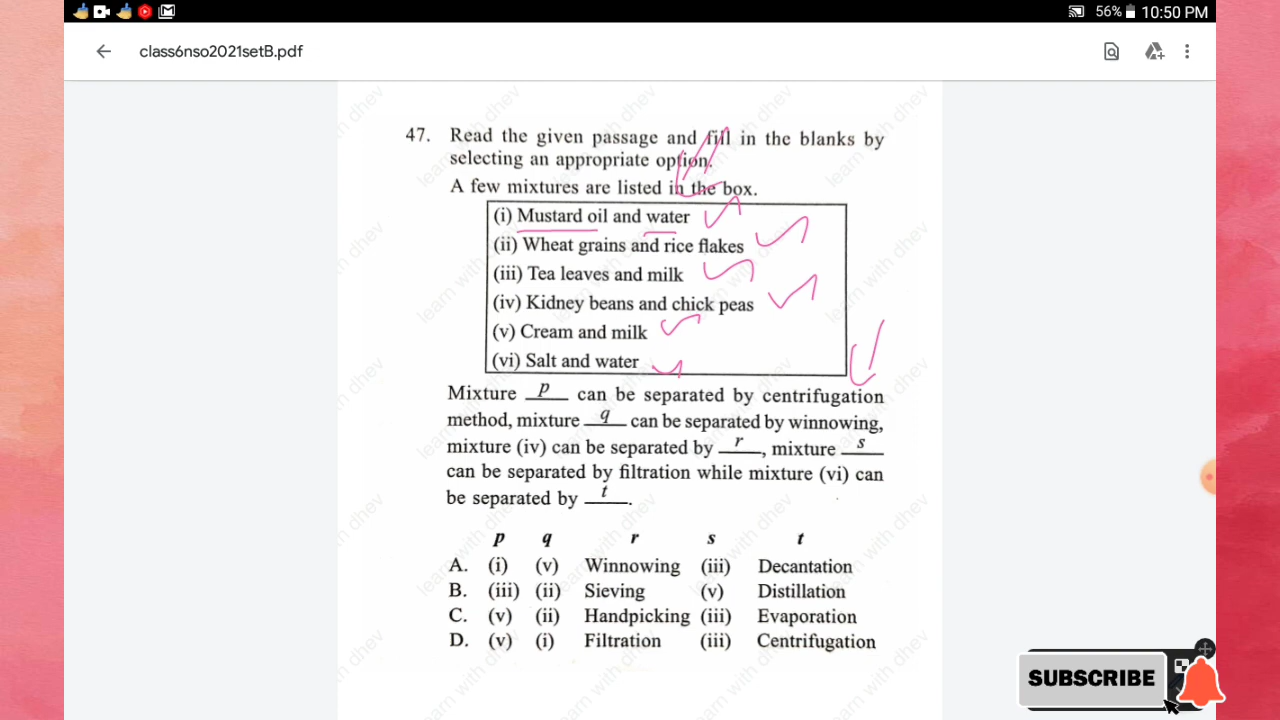 56% 10:50 PM
class6nso2021setB.pdf
47. Read the given passage and fill in the blanks by
selecting an appropriate option.
A few mixtures are listed in the box.
(i) Mustard oil and water
(ii) Wheat grains and rice flakes
(iii) Tea leaves and milk
(iv) Kidney beans and chick peas
(v) Cream and milk
(vi) Salt and water
Mixture p can be separated by centrifugation
method, mixture q can be separated by winnowing,
mixture (iv) can be separated by r, mixture s
can be separated by filtration while mixture (vi) can
be separated by t.
p q r s t
A. (i) (v) Winnowing (iii) Decantation
B. (iii) (ii) Sieving (v) Distillation
C. (v) (ii) Handpicking (iii) Evaporation
D. (v) (i) Filtration (iii) Centrifugation
learn with dhev
SUBSCRIBE